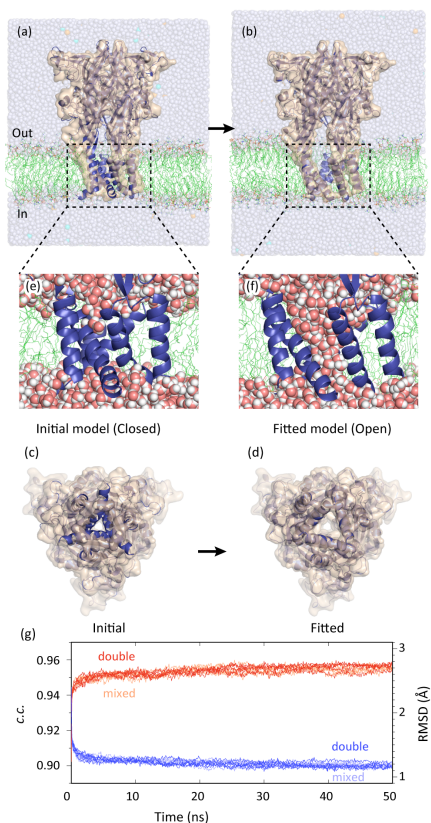 (a)
(b)
Out
In
(e)
(f)
Initial model (Closed)
Fitted model (Open)
(c)
(d)
Initial
Fitted
(g)
0.96
0.94
0.92
0.90
c.c.
double
mixed
double
mixed
3
2
1
RMSD (Å)
0 10 20 30 40 50
Time (ns)